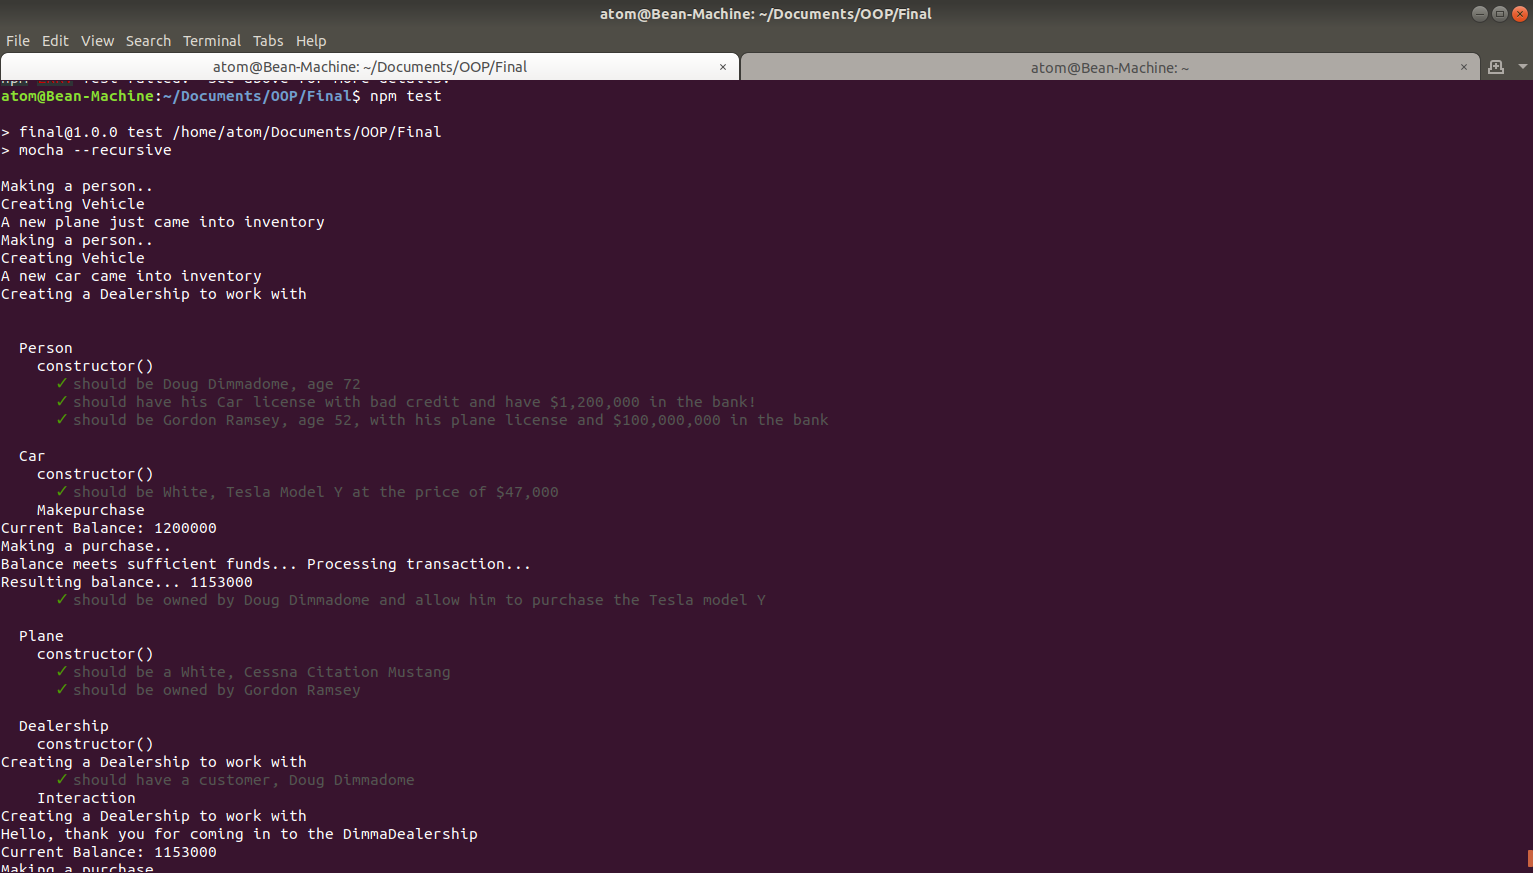 atom@Bean-Machine: ~/Documents/OOP/Final
File Edit View Search Terminal Tabs Help
atom@Bean-Machine: ~/Documents/OOP/Final × atom@Bean-Machine: ~ ×
atom@Bean-Machine:~/Documents/OOP/Final$ npm test
> final@1.0.0 test /home/atom/Documents/OOP/Final
> mocha --recursive
Making a person..
Creating Vehicle
A new plane just came into inventory
Making a person..
Creating Vehicle
A new car came into inventory
Creating a Dealership to work with
Person
constructor()
✓ should be Doug Dimmadome, age 72
✓ should have his Car license with bad credit and have $1,200,000 in the bank!
✓ should be Gordon Ramsey, age 52, with his plane license and $100,000,000 in the bank
Car
constructor()
✓ should be White, Tesla Model Y at the price of $47,000
Makepurchase
Current Balance: 1200000
Making a purchase..
Balance meets sufficient funds... Processing transaction...
Resulting balance... 1153000
✓ should be owned by Doug Dimmadome and allow him to purchase the Tesla model Y
Plane
constructor()
✓ should be a White, Cessna Citation Mustang
✓ should be owned by Gordon Ramsey
Dealership
constructor()
Creating a Dealership to work with
✓ should have a customer, Doug Dimmadome
Interaction
Creating a Dealership to work with
Hello, thank you for coming in to the DimmaDealership
Current Balance: 1153000
Making a purchase